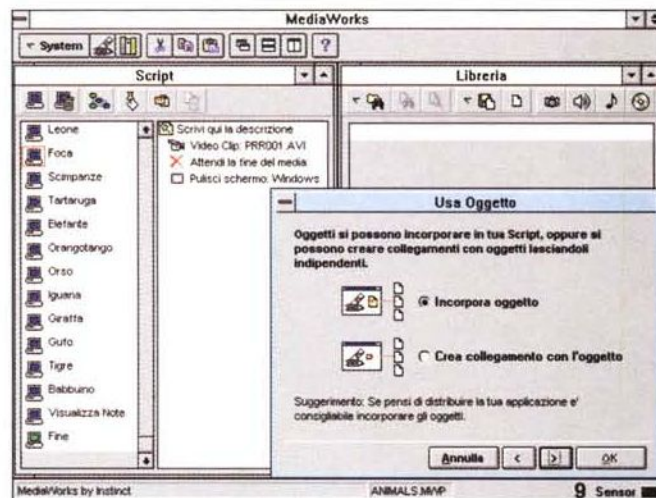 MediaWorks
System
Script
Libreria
Leone
Foca
Scimpanze
Tartaruga
Elefante
Orangotango
Orso
Iguana
Giraffa
Gufo
Tigre
Babbuino
Visualizza Note
Fine
Scrivi qui la descrizione
Video Clip: PRR001.AVI
Attendi la fine del media
Pulisci schermo: Windows
Usa Oggetto
Oggetti si possono incorporare in tua Script, oppure si
possono creare collegamenti con oggetti lasciandoli
indipendenti.
Incorpora oggetto
Crea collegamento con l'oggetto
Suggerimento: Se pensi di distribuire la tua applicazione e'
consigliabile incorporare gli oggetti.
Annulla < > OK
MediaWorks by Instinct
ANIMALS.MWP
9 Sensor